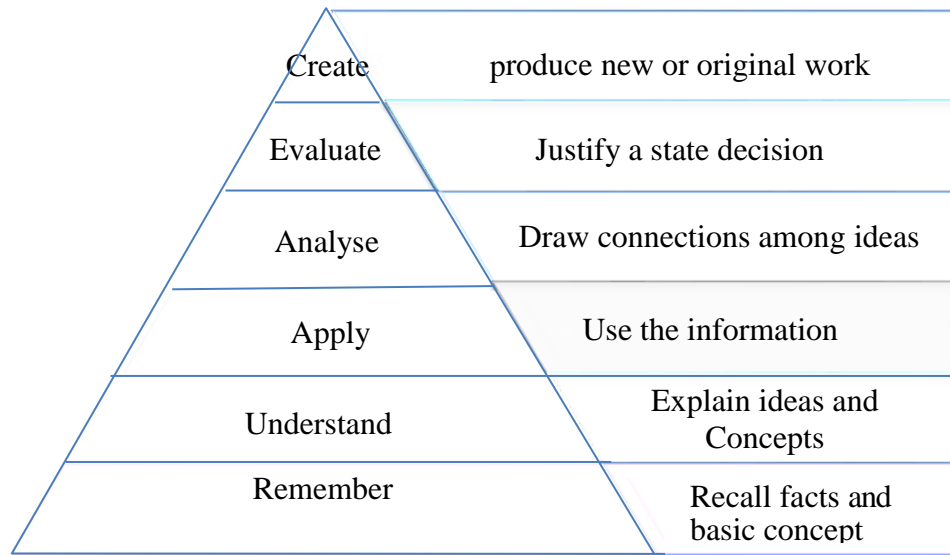 Create
produce new or original work
Evaluate
Justify a state decision
Analyse
Draw connections among ideas
Apply
Use the information
Understand
Explain ideas and
Concepts
Remember
Recall facts and
basic concept